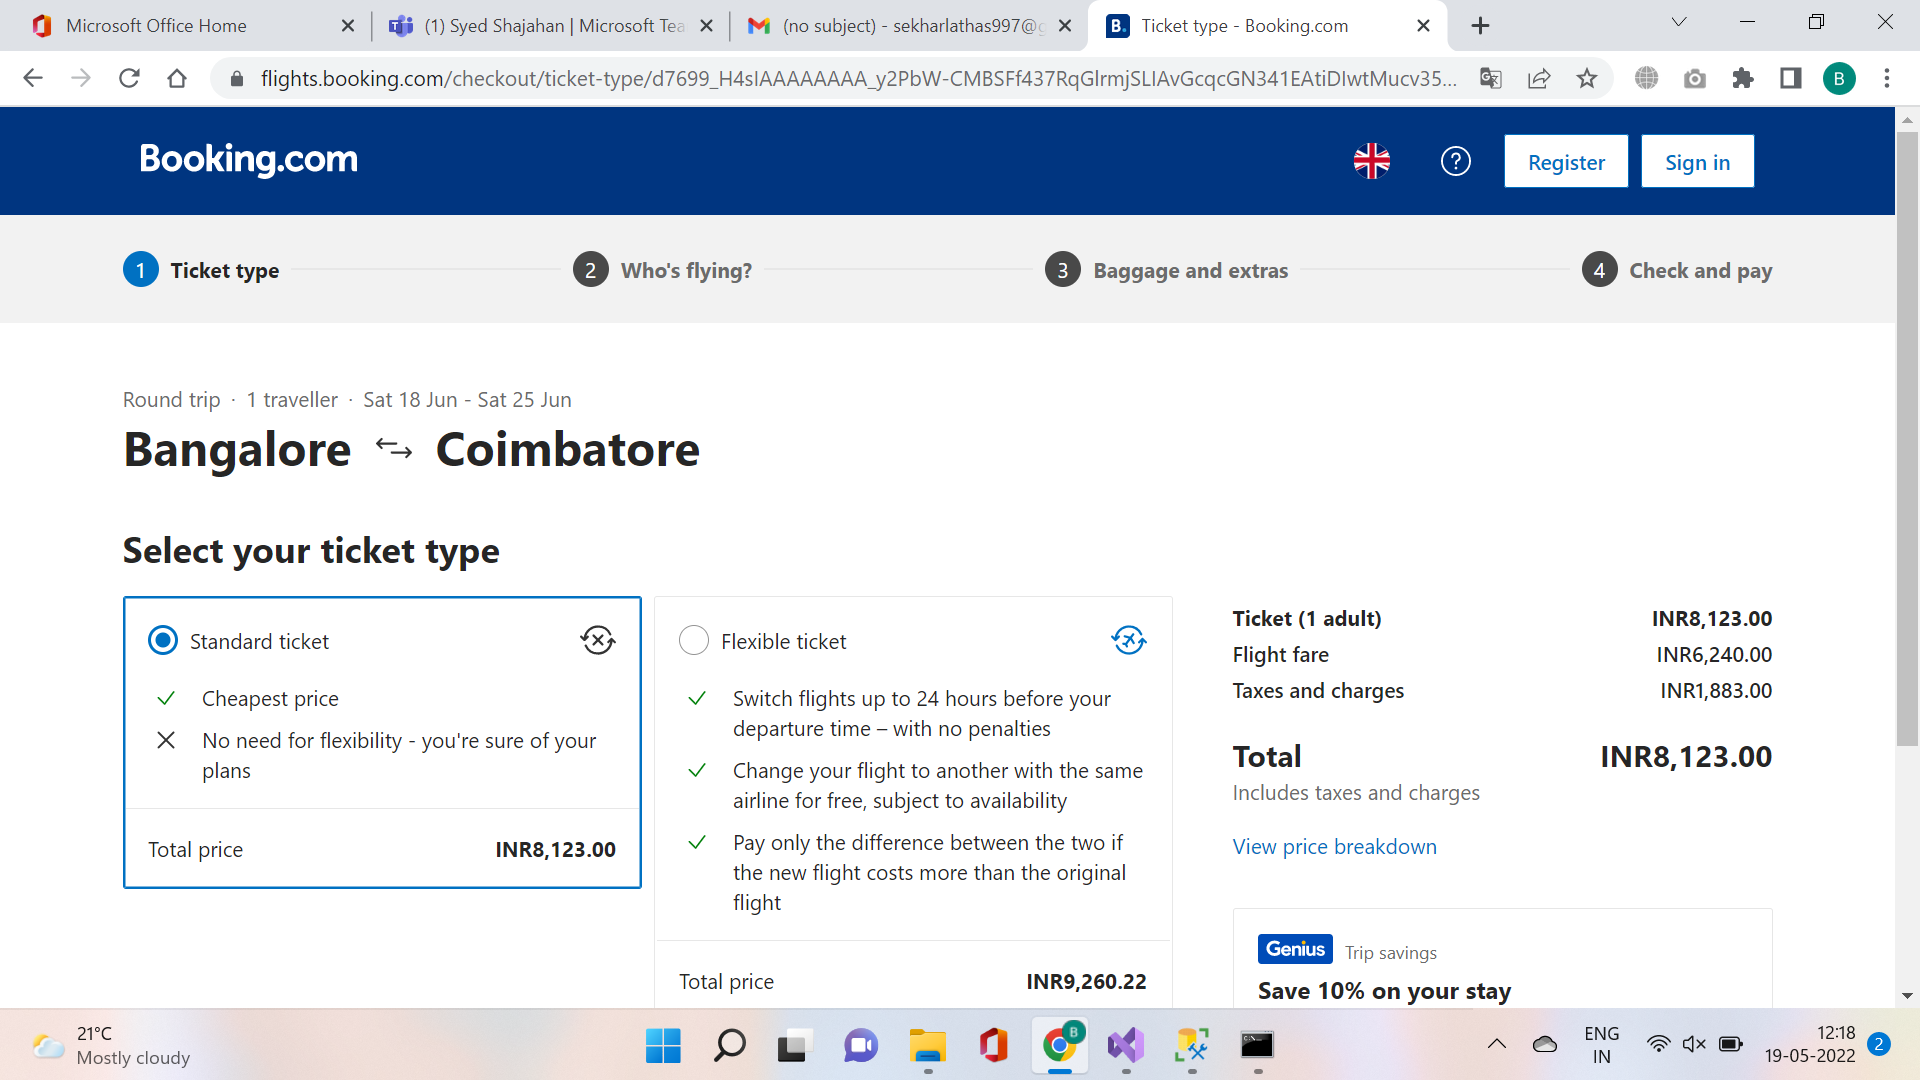 Microsoft Office Home
(1) Syed Shajahan | Microsoft Tea
(no subject) - sekharlathas997@g
B. Ticket type - Booking.com
flights.booking.com/checkout/ticket-type/d7699_H4sIAAAAAAAA_y2PbW-CMBSFf437RqGlrmjSLIAvGcqcGN341EAtiDIwtMucv35...
B
Booking.com
Register
Sign in
1 Ticket type
2 Who's flying?
3 Baggage and extras
4 Check and pay
Round trip · 1 traveller · Sat 18 Jun - Sat 25 Jun
Bangalore Coimbatore
Select your ticket type
Standard ticket
Cheapest price
No need for flexibility - you're sure of your
plans
Total price INR8,123.00
Flexible ticket
Switch flights up to 24 hours before your
departure time – with no penalties
Change your flight to another with the same
airline for free, subject to availability
Pay only the difference between the two if
the new flight costs more than the original
flight
Total price INR9,260.22
Ticket (1 adult) INR8,123.00
Flight fare INR6,240.00
Taxes and charges INR1,883.00
Total INR8,123.00
Includes taxes and charges
View price breakdown
Genius Trip savings
Save 10% on your stay
21°C
Mostly cloudy
B
ENG
IN
12:18
19-05-2022
2